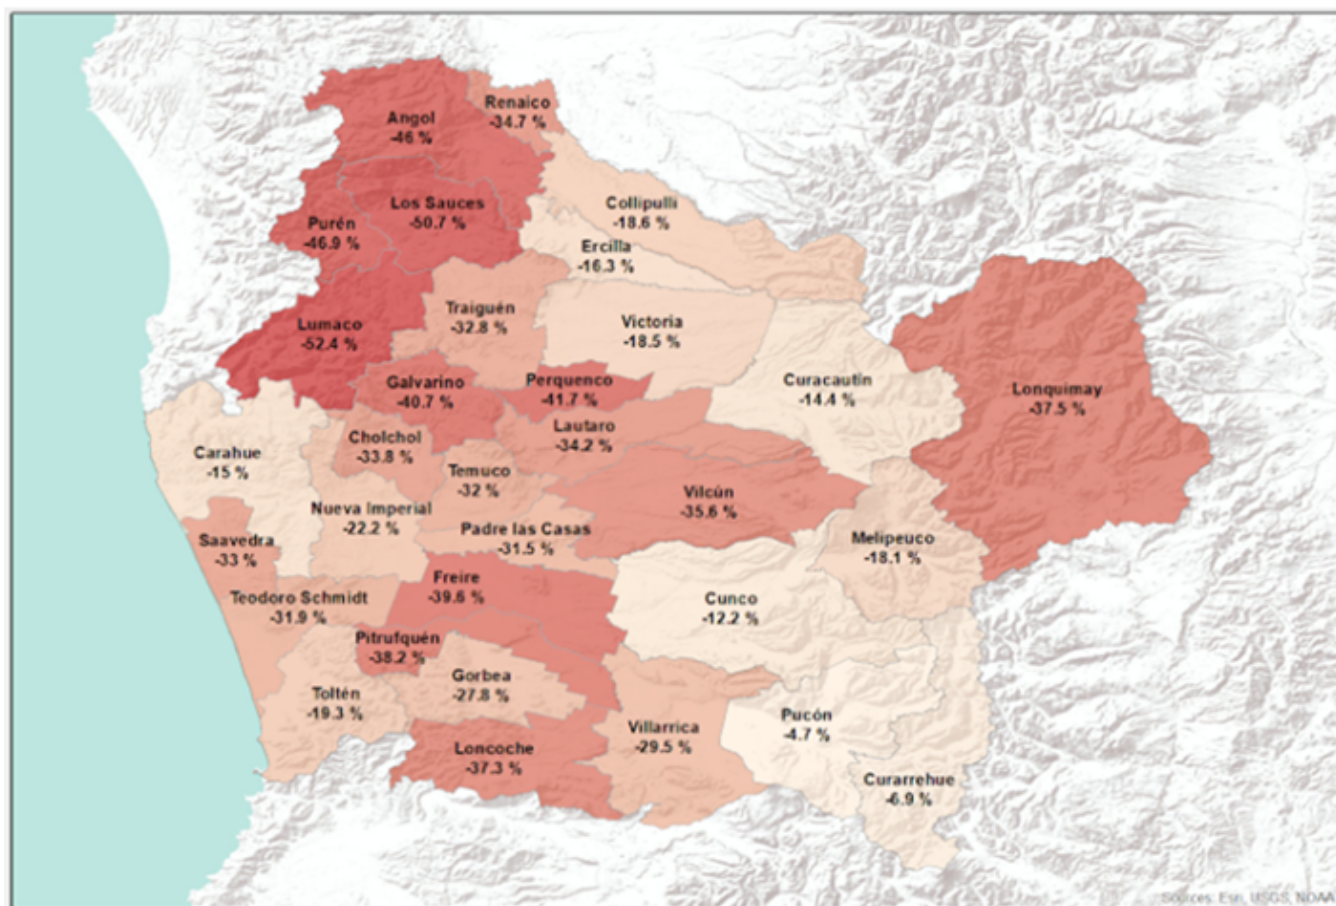 Renaico
-34.7 %
Angol
-46 %
Los Sauces
-50.7 %
Collipulli
-18.6 %
Purén
-46.9 %
Ercilla
-16.3 %
Traiguén
-32.8 %
Victoria
-18.5 %
Lumaco
-52.4 %
Galvarino
-40.7 %
Perquenco
-41.7 %
Curacautín
-14.4 %
Lonquimay
-37.5 %
Lautaro
-34.2 %
Cholchol
-33.8 %
Carahue
-15 %
Temuco
-32 %
Vilcún
-35.6 %
Nueva Imperial
-22.2 %
Padre las Casas
-31.5 %
Saavedra
-33 %
Melipeuco
-18.1 %
Freire
-39.6 %
Teodoro Schmidt
-31.9 %
Cunco
-12.2 %
Pitrufquén
-38.2 %
Gorbea
-27.8 %
Toltén
-19.3 %
Villarrica
-29.5 %
Pucón
-4.7 %
Loncoche
-37.3 %
Curarrehue
-6.9 %
Sources: Esri, USGS, NOAA